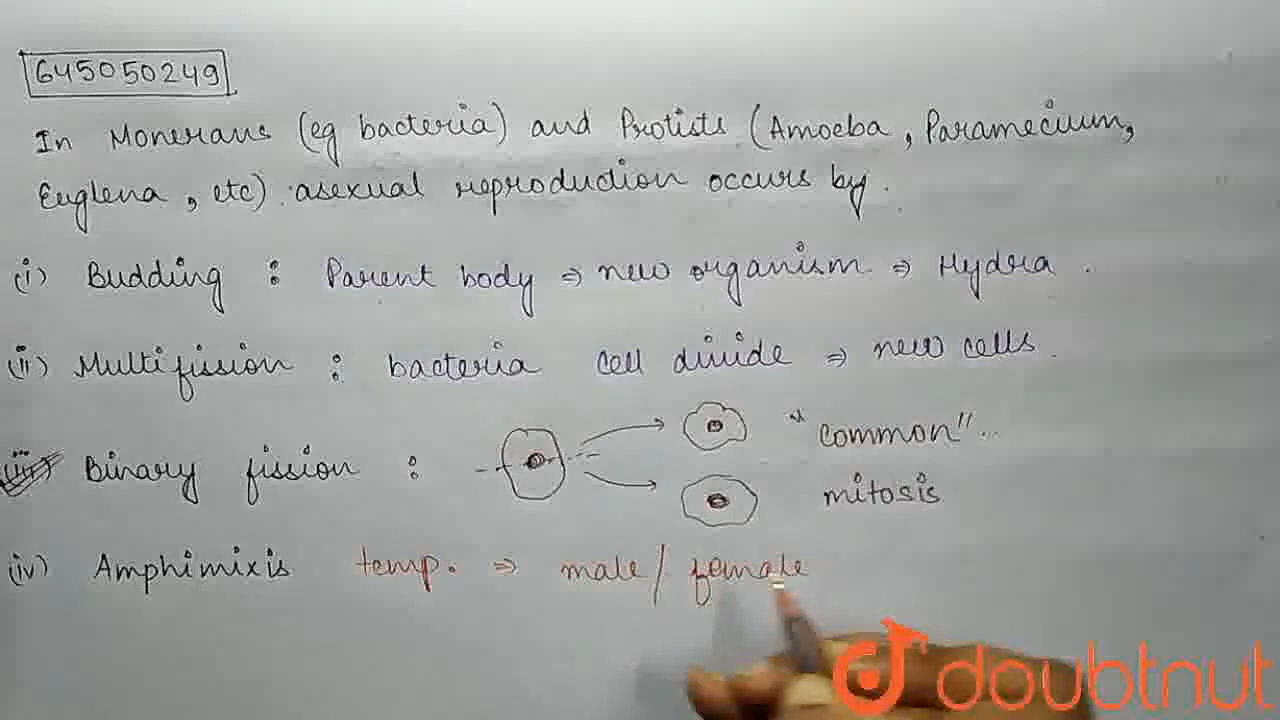 645050249
In Monerans (eg bacteria) and Protists (Amoeba, Paramecium,
Euglena, etc) asexual reproduction occurs by.
(i) Budding : Parent body ⇒ new organism ⇒ Hydra.
(ii) Multifission : bacteria cell divide ⇒ new cells.
(iii) Binary fission : "common"...
mitosis
(iv) Amphimixis temp. ⇒ male/female
doubtnut